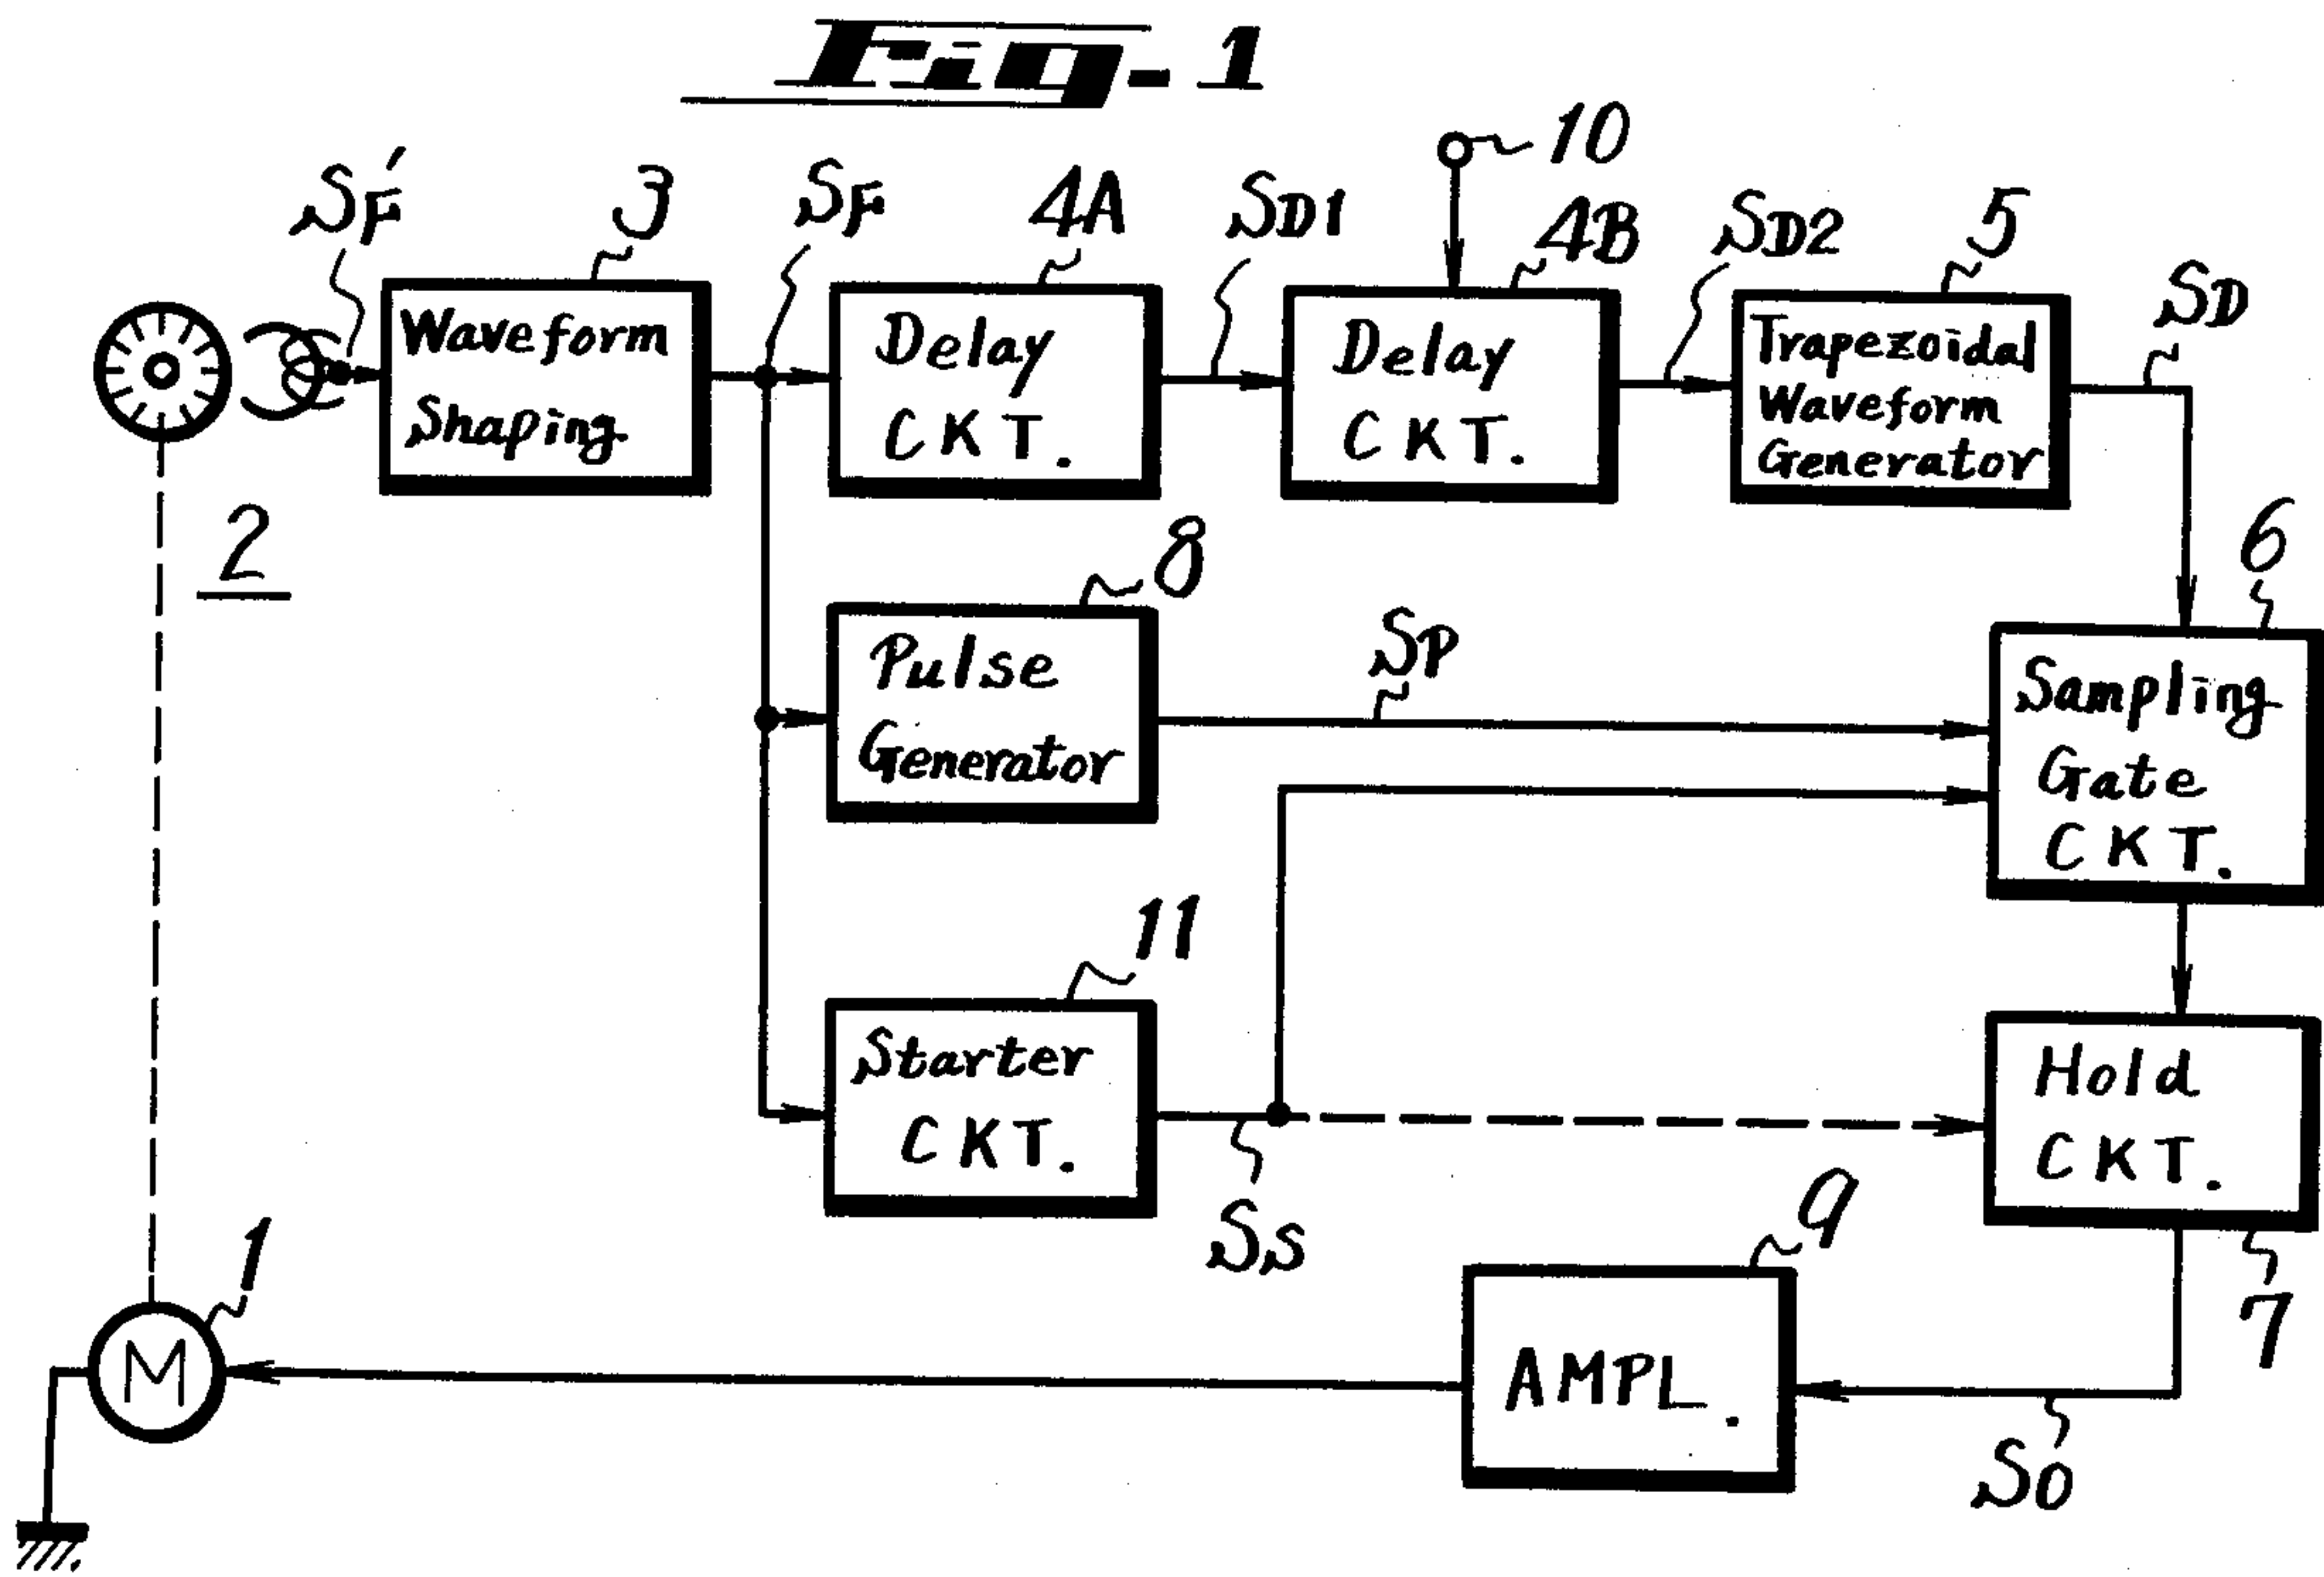 Fig-1
SF'
3
SF
4A
SD1
10
4B
SD2
5
SD
Waveform
Shaping
Delay
CKT.
Delay
CKT.
Trapezoidal
Waveform
Generator
2
8
6
Pulse
Generator
SP
Sampling
Gate
CKT.
11
Starter
CKT.
SS
Hold
CKT.
7
9
AMPL.
SO
1
M